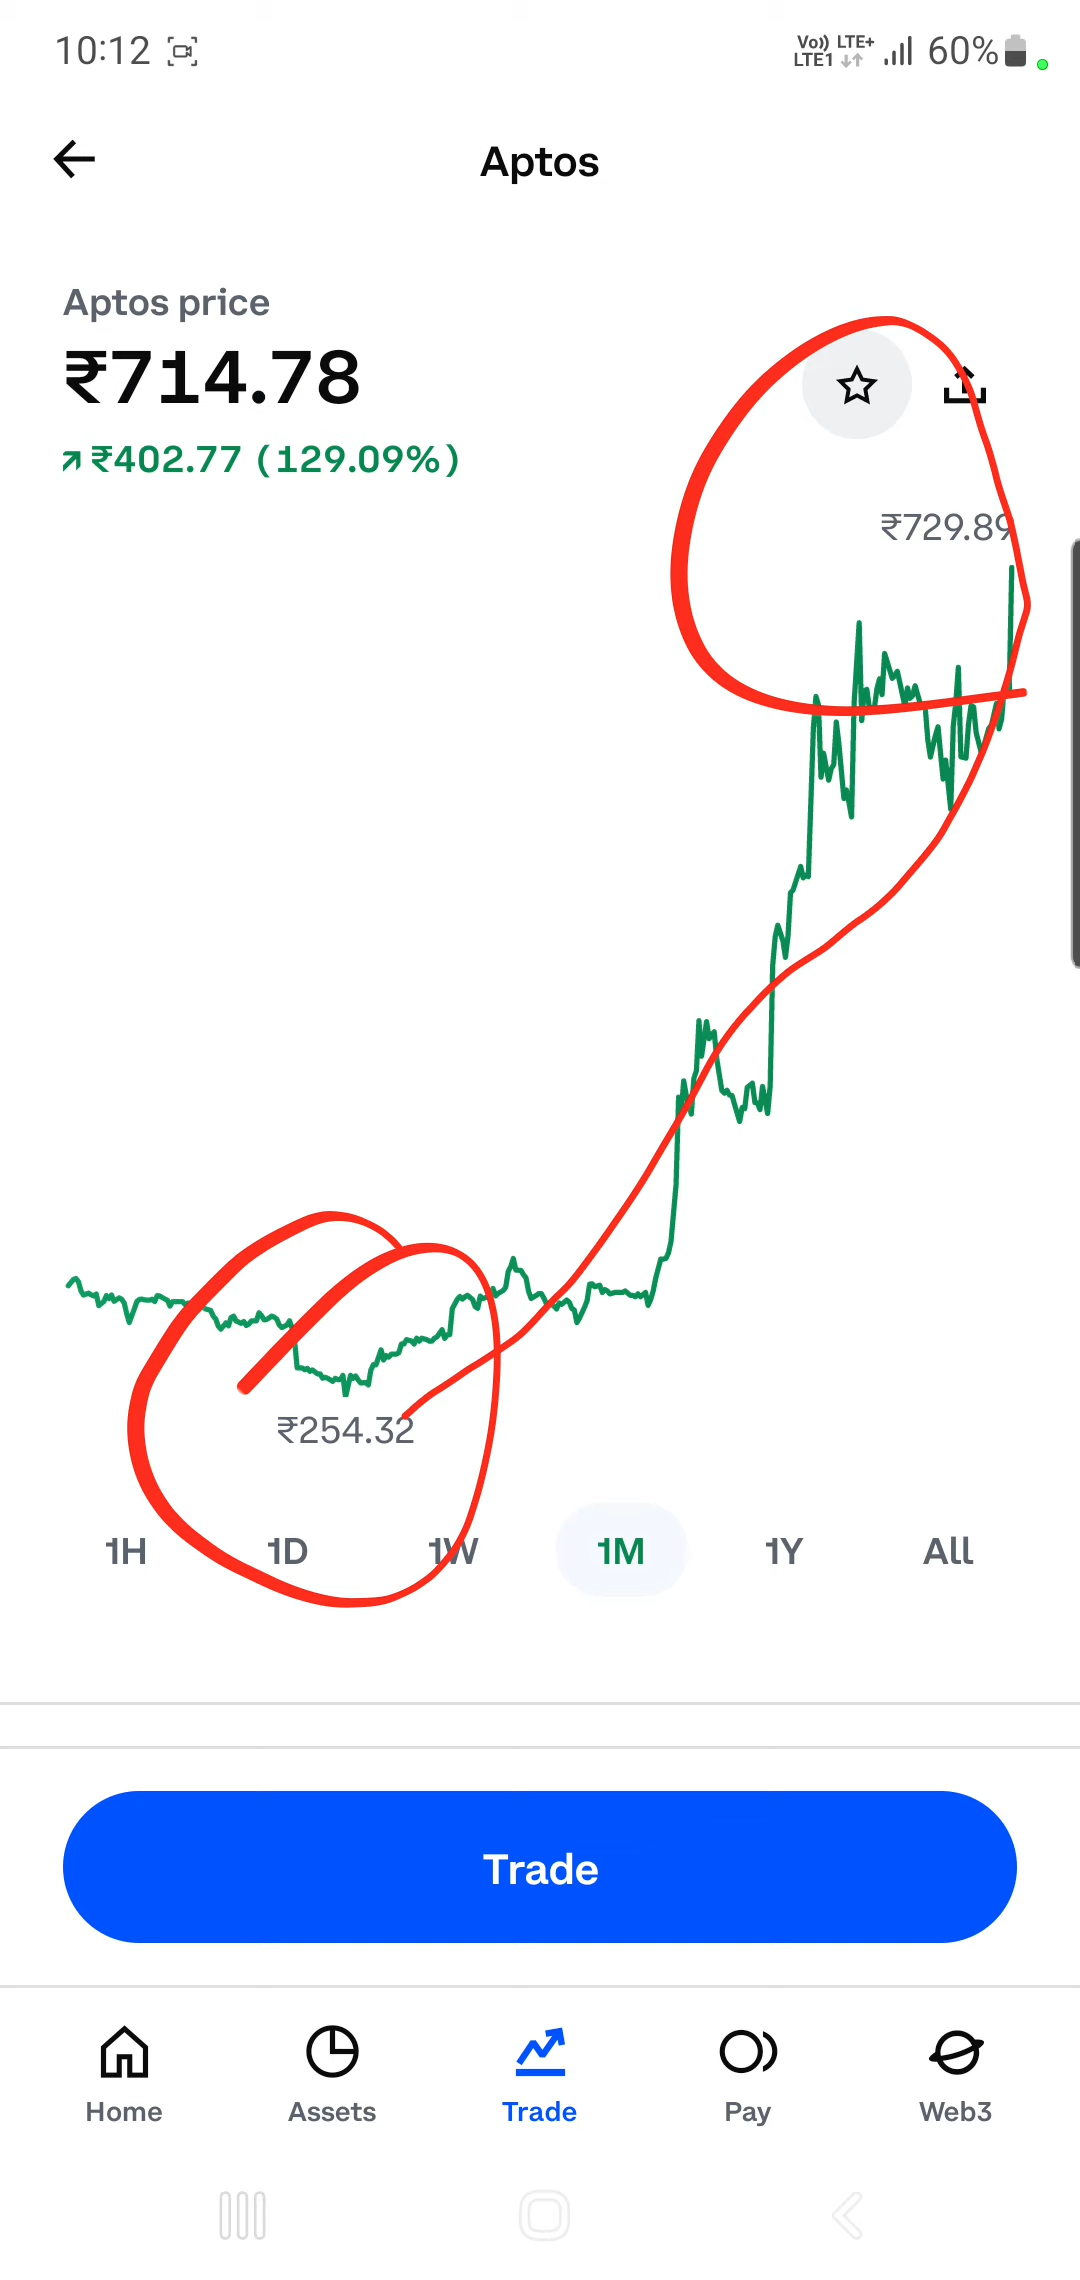 10:12
Vo)) LTE+
LTE1 60%
Aptos
Aptos price
₹714.78
₹402.77 (129.09%)
₹729.89
₹254.32
1H 1D 1W 1M 1Y All
Trade
Home Assets Trade Pay Web3